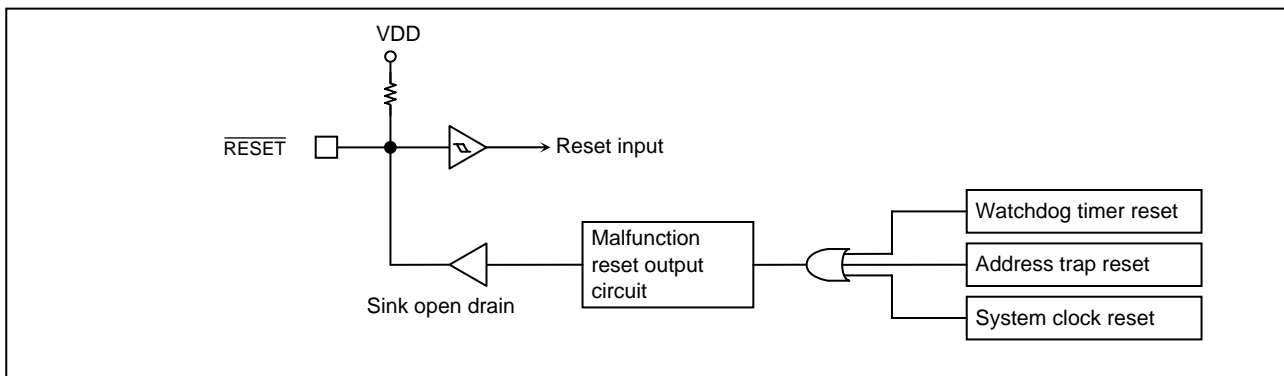 VDD
RESET
Reset input
Watchdog timer reset
Malfunction
reset output
circuit
Address trap reset
Sink open drain
System clock reset